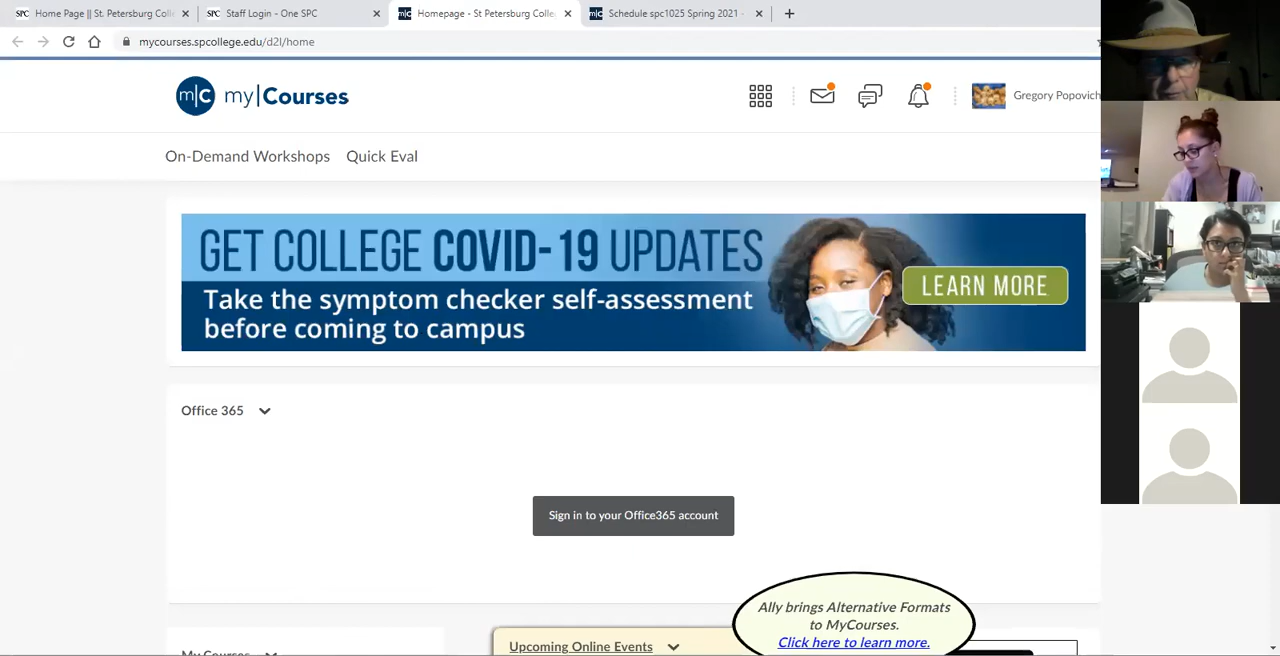 SPC Home Page || St. Petersburg Colle
SPC Staff Login - One SPC
m|c Homepage - St Petersburg Colle
m|c Schedule spc1025 Spring 2021 -
mycourses.spcollege.edu/d2l/home
m|c my|Courses
Gregory Popovich
On-Demand Workshops Quick Eval
GET COLLEGE COVID-19 UPDATES
Take the symptom checker self-assessment
before coming to campus
LEARN MORE
Office 365
Sign in to your Office365 account
Ally brings Alternative Formats
to MyCourses.
Click here to learn more.
Upcoming Online Events
My Courses